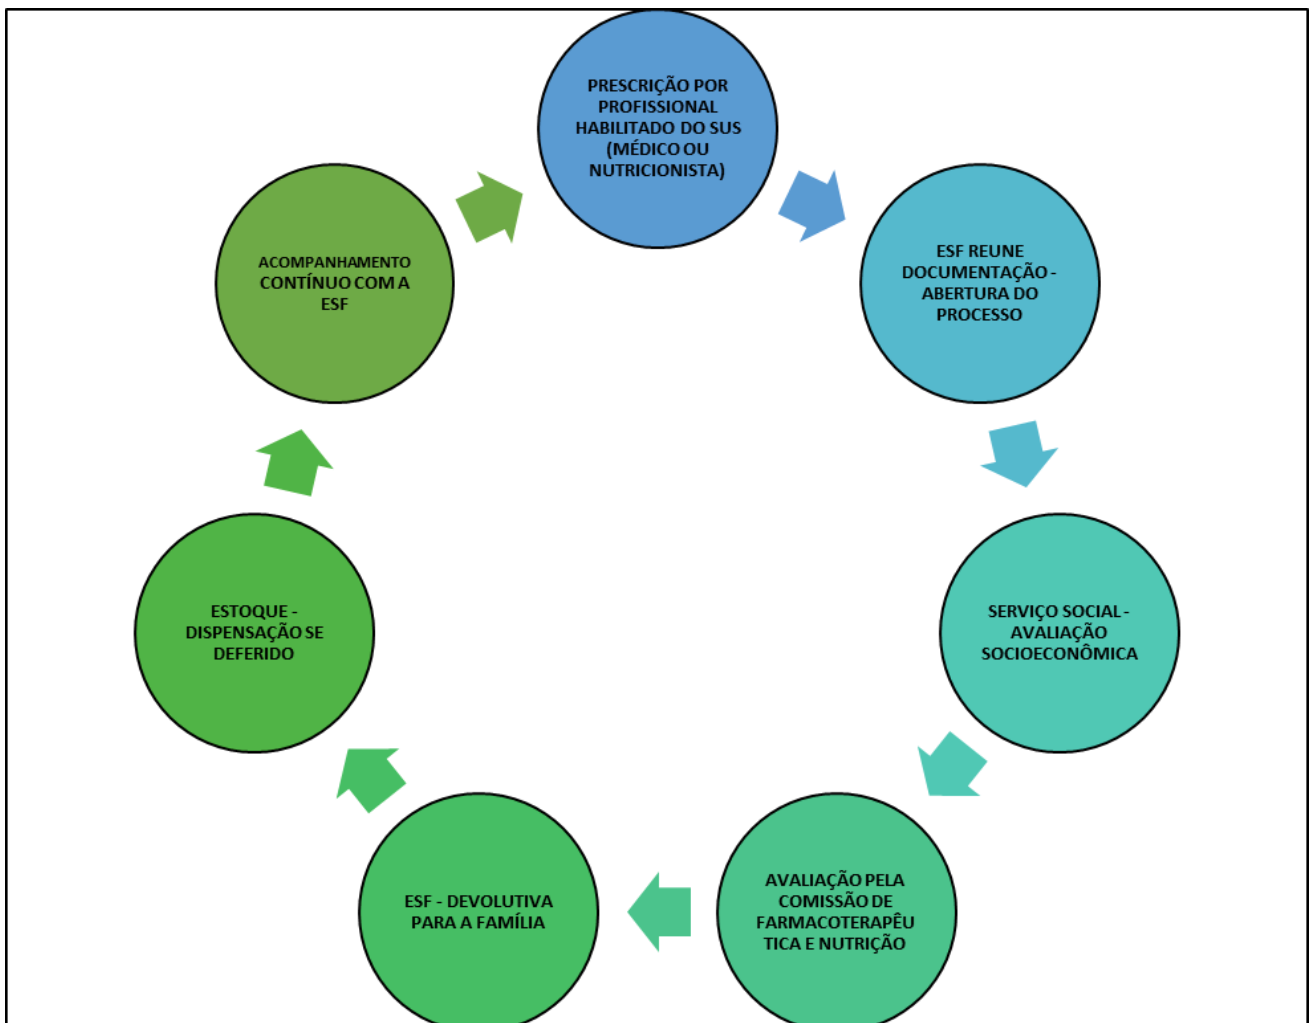 PRESCRIÇÃO POR
PROFISSIONAL
HABILITADO DO SUS
(MÉDICO OU
NUTRICIONISTA)
ESF REUNE
DOCUMENTAÇÃO -
ABERTURA DO
PROCESSO
SERVIÇO SOCIAL -
AVALIAÇÃO
SOCIOECONÔMICA
AVALIAÇÃO PELA
COMISSÃO DE
FARMACOTERAPÊU
TICA E NUTRIÇÃO
ESF - DEVOLUTIVA
PARA A FAMÍLIA
ESTOQUE -
DISPENSAÇÃO SE
DEFERIDO
ACOMPANHAMENTO
CONTÍNUO COM A
ESF